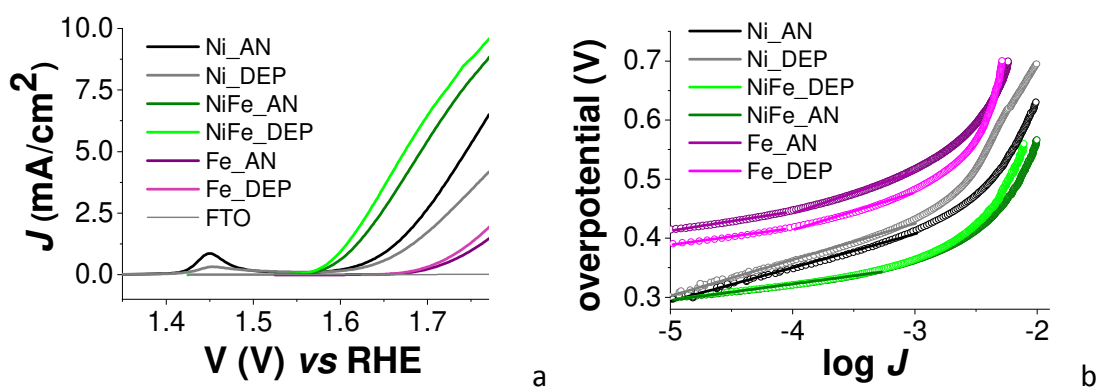 10.0
7.5
5.0
2.5
0.0
J (mA/cm²)
Ni_AN
Ni_DEP
NiFe_AN
NiFe_DEP
Fe_AN
Fe_DEP
FTO
1.4 1.5 1.6 1.7
V (V) vs RHE
a
0.7
0.6
0.5
0.4
0.3
overpotential (V)
Ni_AN
Ni_DEP
NiFe_DEP
NiFe_AN
Fe_AN
Fe_DEP
-5 -4 -3 -2
log J
b